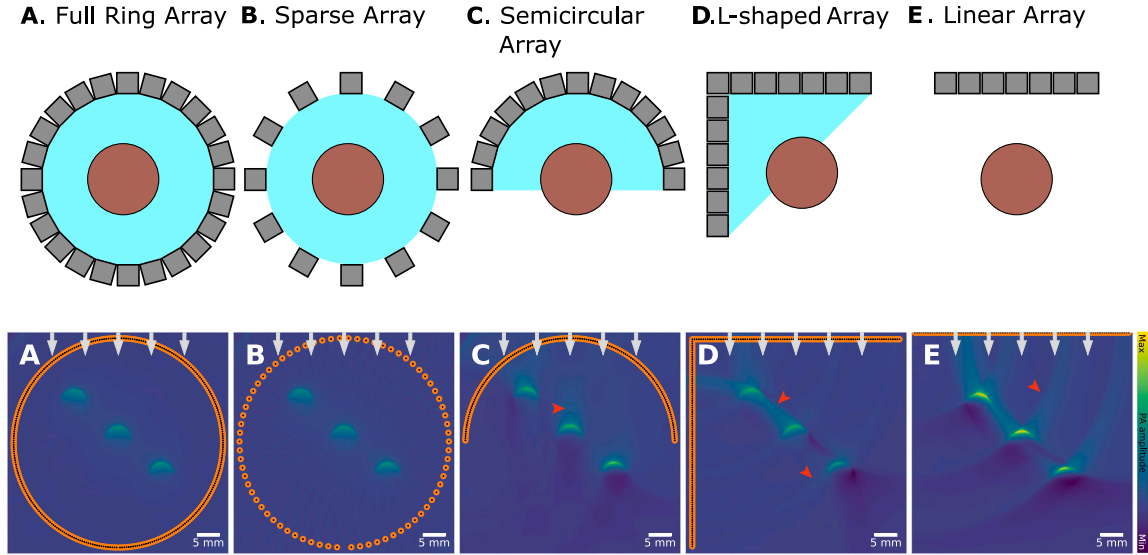 A. Full Ring Array
B. Sparse Array
C. Semicircular
Array
D. L-shaped Array
E. Linear Array
A
5 mm
B
5 mm
C
5 mm
D
5 mm
E
5 mm
Max
PA amplitude
Min